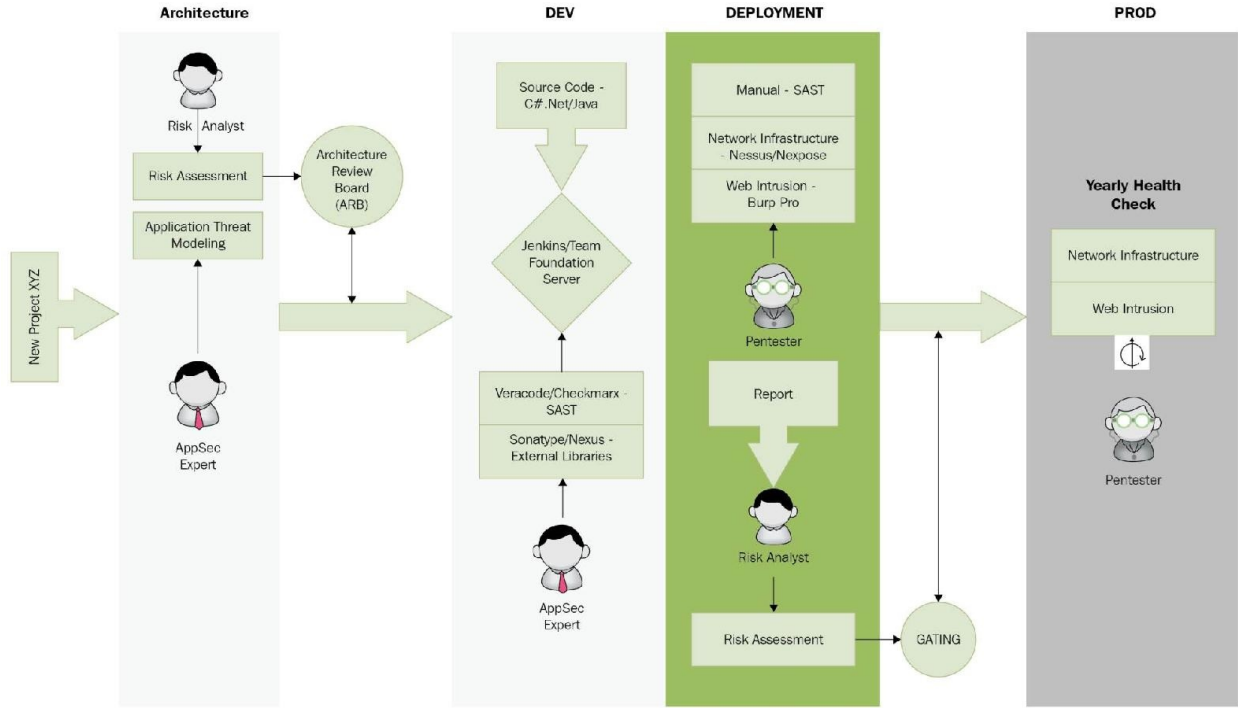 Architecture
DEV
DEPLOYMENT
PROD
New Project XYZ
Risk Analyst
Risk Assessment
Architecture
Review
Board
(ARB)
Application Threat
Modeling
AppSec
Expert
Source Code -
C#.Net/Java
Jenkins/Team
Foundation
Server
Veracode/Checkmarx -
SAST
Sonatype/Nexus -
External Libraries
AppSec
Expert
Manual - SAST
Network Infrastructure
- Nessus/Nexpose
Web Intrusion -
Burp Pro
Pentester
Report
Risk Analyst
Risk Assessment
GATING
Yearly Health
Check
Network Infrastructure
Web Intrusion
Pentester